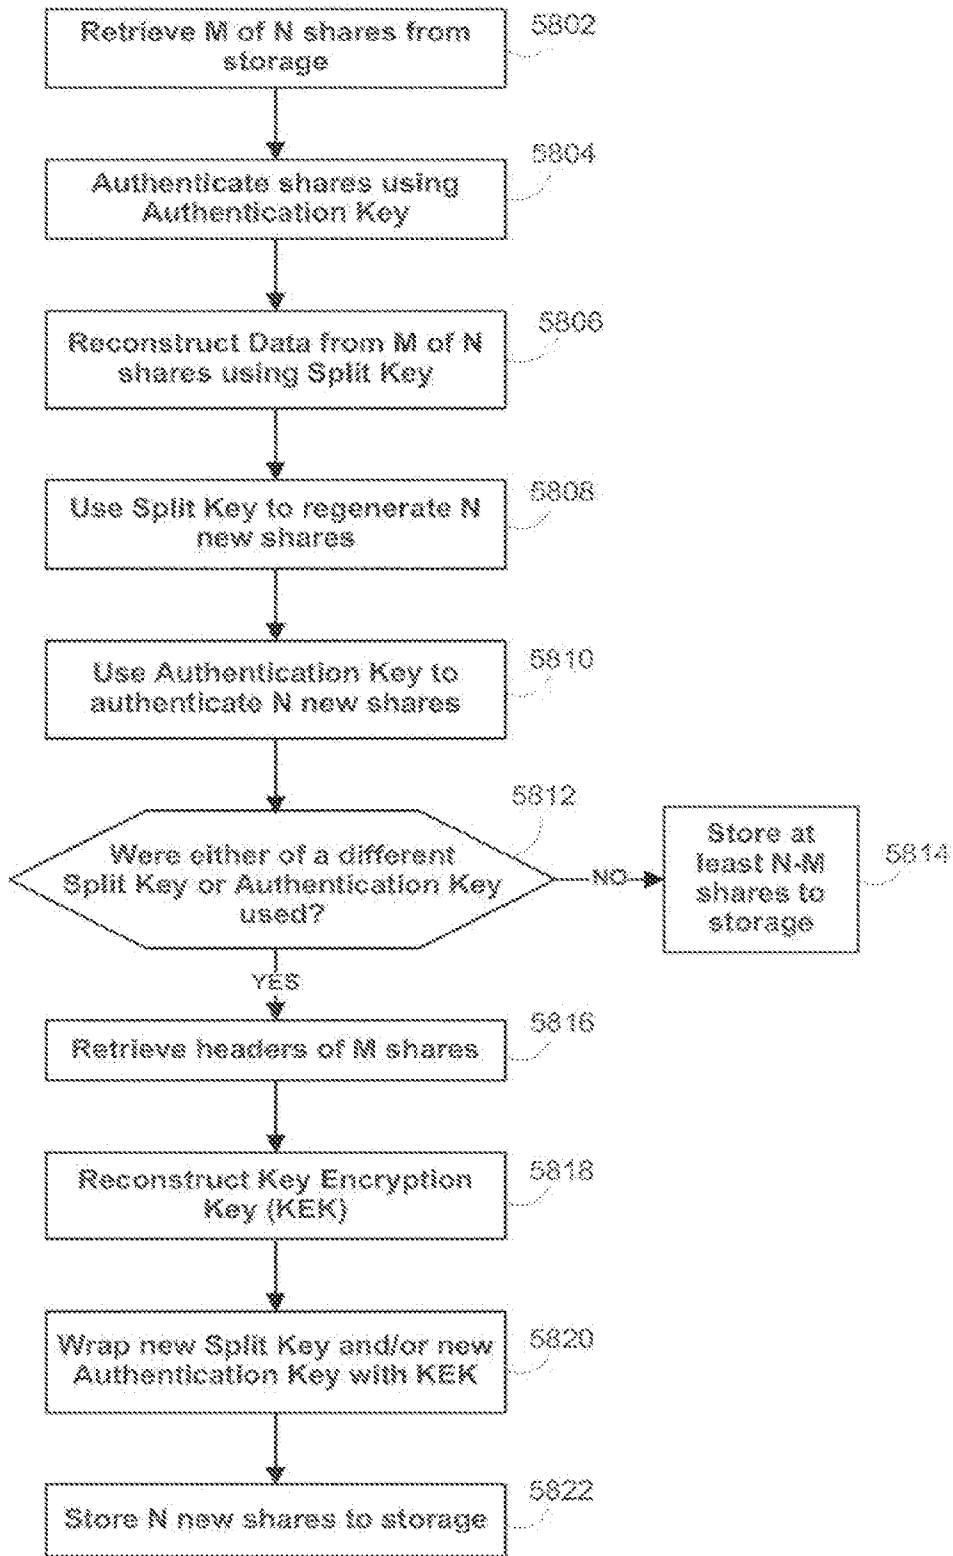 Retrieve M of N shares from
storage
5802
Authenticate shares using
Authentication Key
5804
Reconstruct Data from M of N
shares using Split Key
5806
Use Split Key to regenerate N
new shares
5808
Use Authentication Key to
authenticate N new shares
5810
Were either of a different
Split Key or Authentication Key
used?
5812
NO
Store at
least N-M
shares to
storage
5814
YES
Retrieve headers of M shares
5816
Reconstruct Key Encryption
Key (KEK)
5818
Wrap new Split Key and/or new
Authentication Key with KEK
5820
Store N new shares to storage
5822